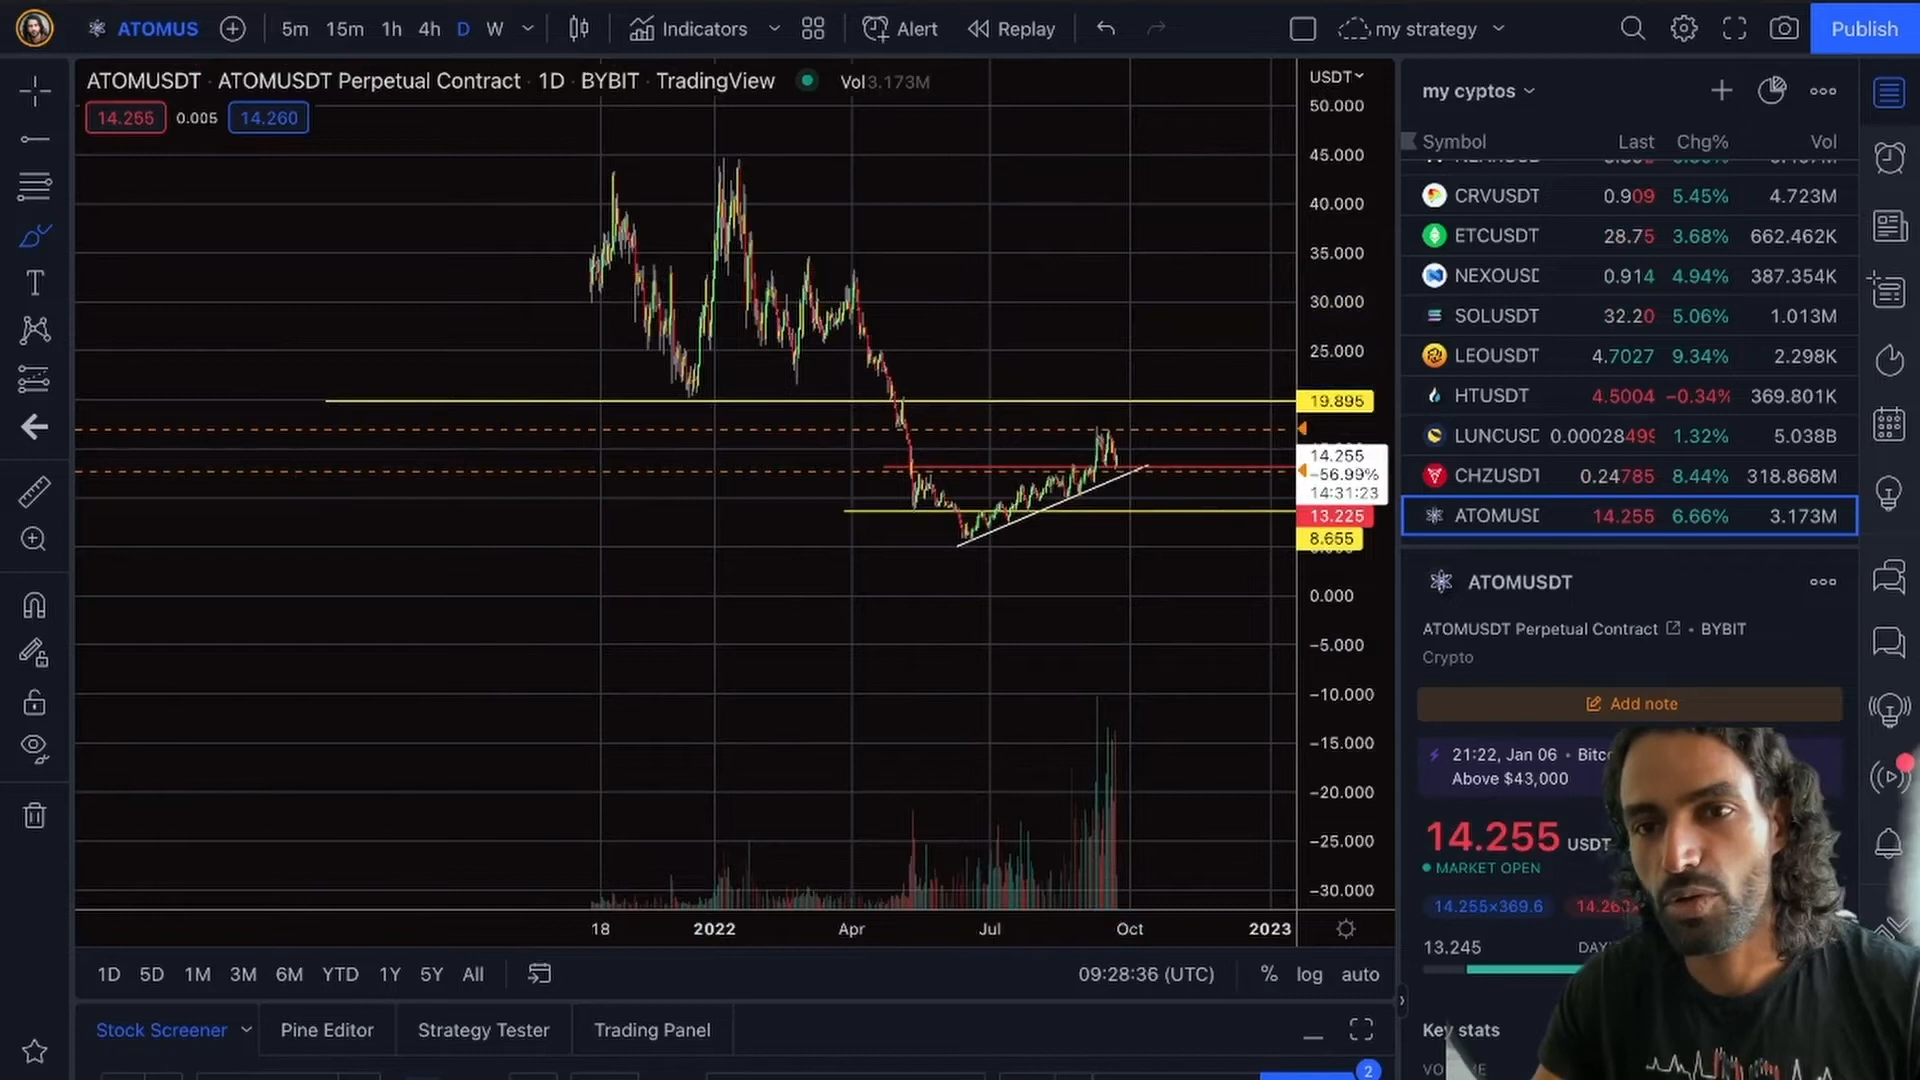 ATOMUS 5m 15m 1h 4h D W Indicators Alert Replay my strategy Publish
ATOMUSDT · ATOMUSDT Perpetual Contract · 1D · BYBIT · TradingView Vol3.173M
14.255 0.005 14.260
USDT
50.000
45.000
40.000
35.000
30.000
25.000
19.895
14.255
−56.99%
14:31:23
13.225
8.655
0.000
−5.000
−10.000
−15.000
−20.000
−25.000
−30.000
18 2022 Apr Jul Oct 2023
1D 5D 1M 3M 6M YTD 1Y 5Y All 09:28:36 (UTC) % log auto
Stock Screener Pine Editor Strategy Tester Trading Panel
2
my cyptos
Symbol Last Chg% Vol
CRVUSDT 0.909 5.45% 4.723M
ETCUSDT 28.75 3.68% 662.462K
NEXOUSD 0.914 4.94% 387.354K
SOLUSDT 32.20 5.06% 1.013M
LEOUSDT 4.7027 9.34% 2.298K
HTUSDT 4.5004 −0.34% 369.801K
LUNCUSD 0.00028499 1.32% 5.038B
CHZUSDT 0.24785 8.44% 318.868M
ATOMUSD 14.255 6.66% 3.173M
ATOMUSDT
ATOMUSDT Perpetual Contract • BYBIT
Crypto
Add note
21:22, Jan 06 •
Above $43,000
14.255 USDT
MARKET OPEN
14.255×369.6
13.245
Key stats